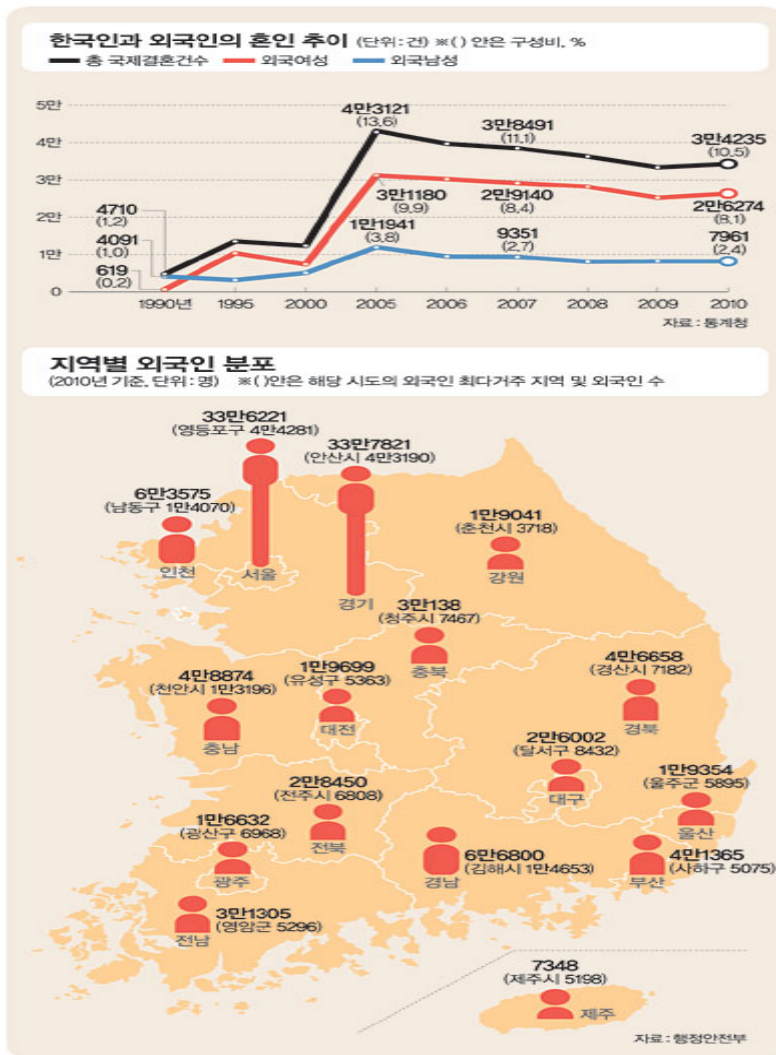 한국인과 외국인의 혼인 추이 (단위:건) ※( ) 안은 구성비, %
총 국제결혼건수 외국여성 외국남성
5만
4만
3만
2만
1만
0
4710
(1.2)
4091
(1.0)
619
(0.2)
4만3121
(13.6)
3만1180
(9.9)
1만1941
(3.8)
3만8491
(11.1)
2만9140
(8.4)
9351
(2.7)
3만4235
(10.5)
2만6274
(8.1)
7961
(2.4)
1990년 1995 2000 2005 2006 2007 2008 2009 2010
자료:통계청
지역별 외국인 분포
(2010년 기준, 단위:명) ※( )안은 해당 시도의 외국인 최다거주 지역 및 외국인 수
33만6221
(영등포구 4만4281)
서울
33만7821
(안산시 4만3190)
경기
6만3575
(남동구 1만4070)
인천
1만9041
(춘천시 3718)
강원
3만138
(청주시 7467)
충북
4만8874
(천안시 1만3196)
충남
1만9699
(유성구 5363)
대전
4만6658
(경산시 7182)
경북
2만6002
(달서구 8432)
대구
1만9354
(울주군 5895)
울산
2만8450
(전주시 6808)
전북
1만6632
(광산구 6968)
광주
6만6800
(김해시 1만4653)
경남
4만1365
(사하구 5075)
부산
3만1305
(영암군 5296)
전남
7348
(제주시 5198)
제주
자료:행정안전부